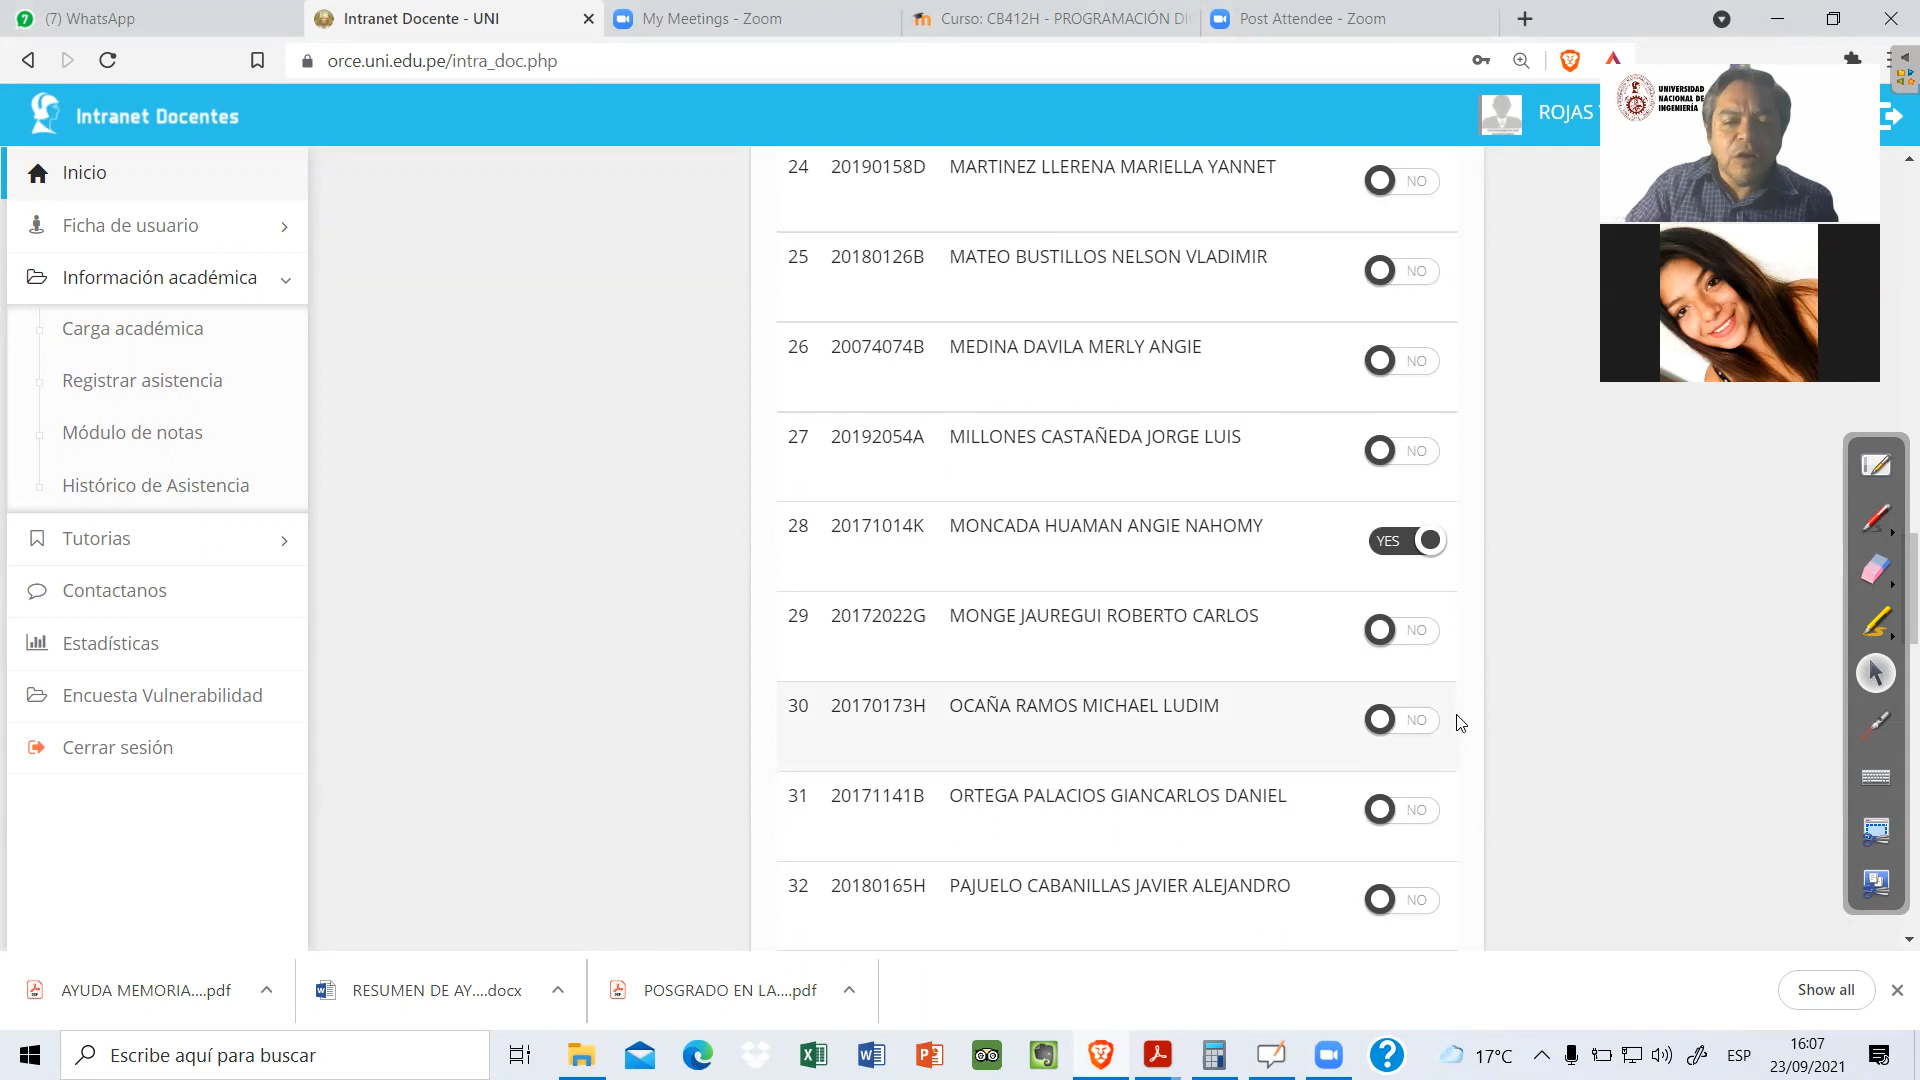 (7) WhatsApp
Intranet Docente - UNI
My Meetings - Zoom
Curso: CB412H - PROGRAMACIÓN DI
Post Attendee - Zoom
orce.uni.edu.pe/intra_doc.php
Intranet Docentes
ROJAS
UNIVERSIDAD
NACIONAL DE
INGENIERÍA
Inicio
Ficha de usuario
Información académica
Carga académica
Registrar asistencia
Módulo de notas
Histórico de Asistencia
Tutorias
Contactanos
Estadísticas
Encuesta Vulnerabilidad
Cerrar sesión
24 20190158D MARTINEZ LLERENA MARIELLA YANNET NO
25 20180126B MATEO BUSTILLOS NELSON VLADIMIR NO
26 20074074B MEDINA DAVILA MERLY ANGIE NO
27 20192054A MILLONES CASTAÑEDA JORGE LUIS NO
28 20171014K MONCADA HUAMAN ANGIE NAHOMY YES
29 20172022G MONGE JAUREGUI ROBERTO CARLOS NO
30 20170173H OCAÑA RAMOS MICHAEL LUDIM NO
31 20171141B ORTEGA PALACIOS GIANCARLOS DANIEL NO
32 20180165H PAJUELO CABANILLAS JAVIER ALEJANDRO NO
AYUDA MEMORIA....pdf
RESUMEN DE AY....docx
POSGRADO EN LA....pdf
Show all
Escribe aquí para buscar
17°C
ESP
16:07
23/09/2021